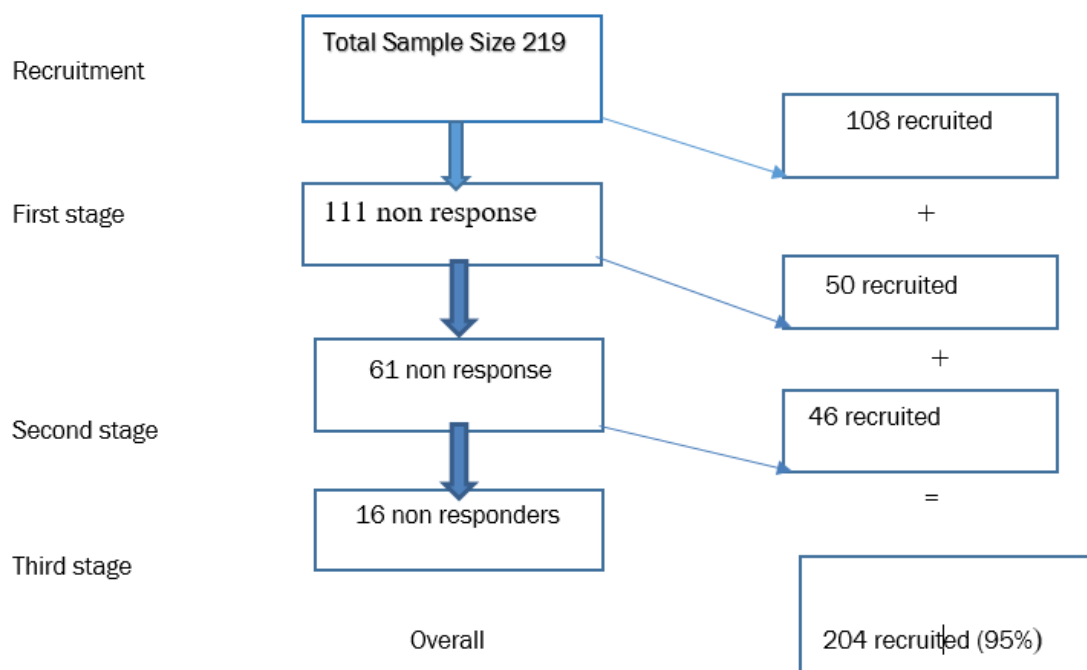 Total Sample Size 219
Recruitment
108 recruited
First stage
111 non response
+
50 recruited
61 non response
+
46 recruited
Second stage
=
16 non responders
Third stage
Overall
204 recruited (95%)